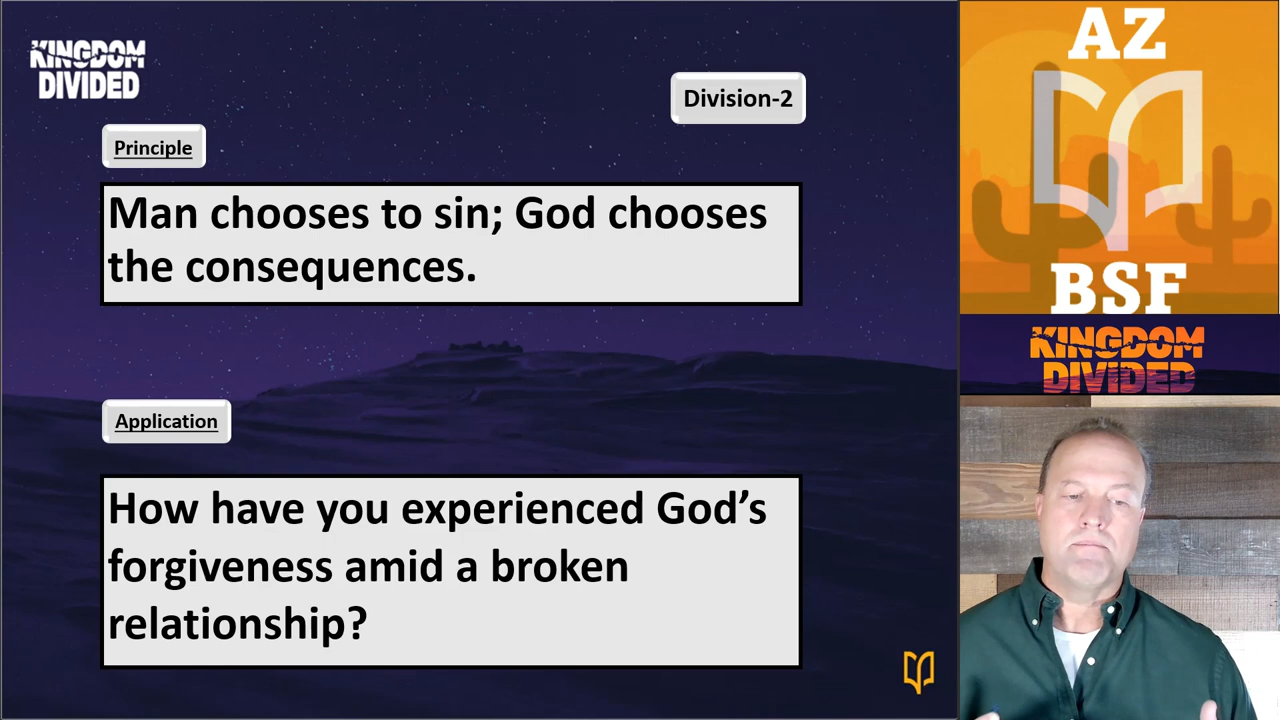 KINGDOM
DIVIDED
Division-2
Principle
Man chooses to sin; God chooses
the consequences.
Application
How have you experienced God’s
forgiveness amid a broken
relationship?
AZ
BSF
KINGDOM
DIVIDED